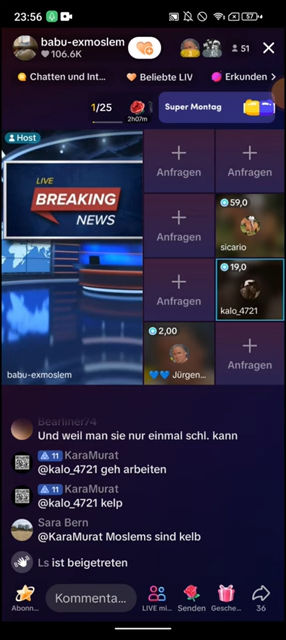 23:56
57
babu-exmoslem
106.6K
51
Chatten und Int...
Beliebte LIV
Erkunden
1/25
2h07m
Super Montag
Host
LIVE
BREAKING
NEWS
babu-exmoslem
Anfragen
Anfragen
Anfragen
59,0
sicario
Anfragen
19,0
kalo_4721
2,00
Jürgen...
Anfragen
Bearliner74
Und weil man sie nur einmal schl. kann
11 KaraMurat
@kalo_4721 geh arbeiten
11 KaraMurat
@kalo_4721 kelp
Sara Bern
@KaraMurat Moslems sind kelb
Ls ist beigetreten
Abonn...
Kommenta...
LIVE mi...
Senden
Gesche...
36